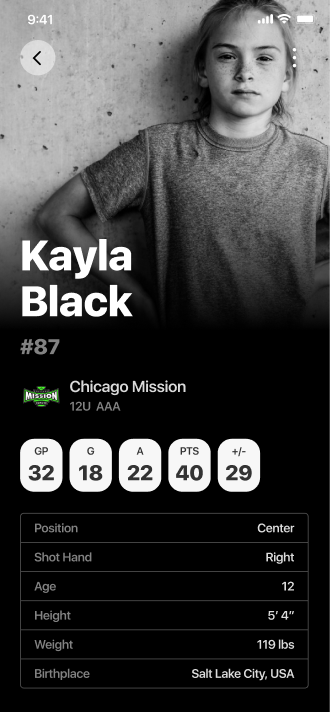 9:41
Kayla
Black
#87
MISSION
Chicago Mission
12U AAA
GP G A PTS +/-
32 18 22 40 29
Position Center
Shot Hand Right
Age 12
Height 5’ 4”
Weight 119 lbs
Birthplace Salt Lake City, USA